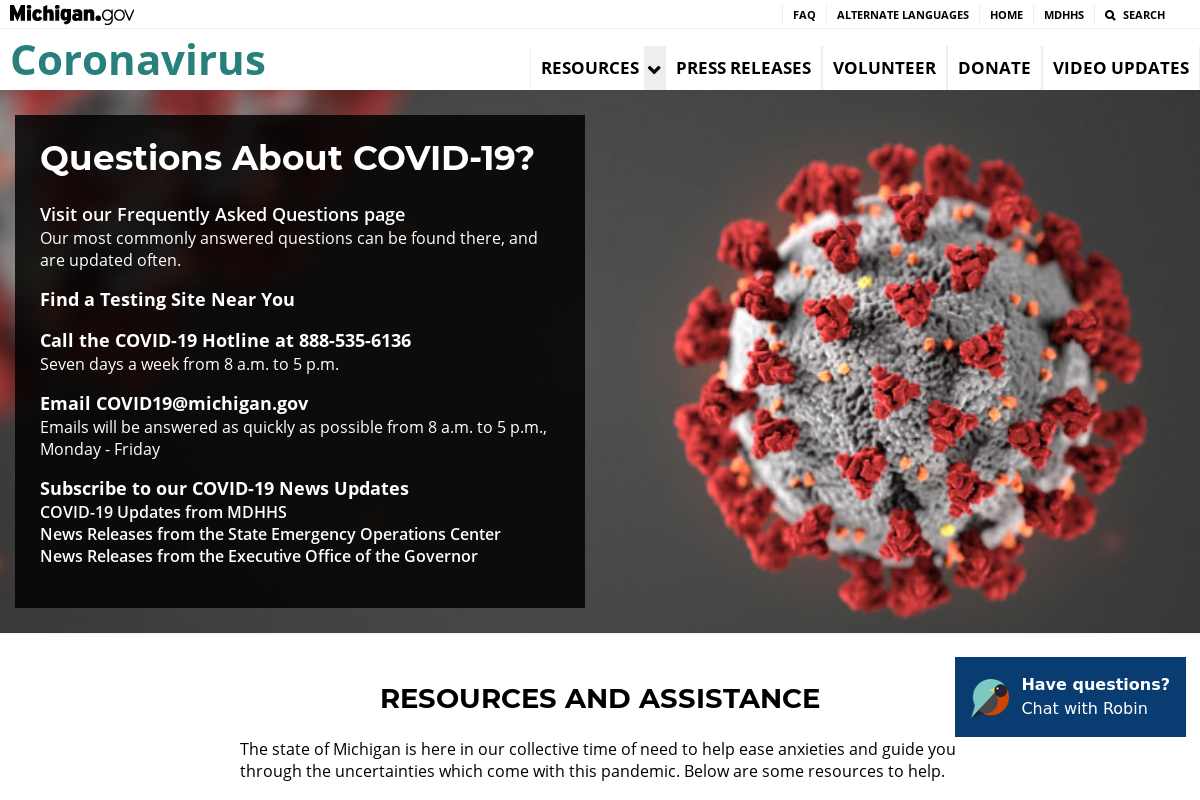 Michigan.gov
FAQ
ALTERNATE LANGUAGES
HOME
MDHHS
SEARCH
Coronavirus
RESOURCES
PRESS RELEASES
VOLUNTEER
DONATE
VIDEO UPDATES
Questions About COVID-19?
Visit our Frequently Asked Questions page
Our most commonly answered questions can be found there, and
are updated often.
Find a Testing Site Near You
Call the COVID-19 Hotline at 888-535-6136
Seven days a week from 8 a.m. to 5 p.m.
Email COVID19@michigan.gov
Emails will be answered as quickly as possible from 8 a.m. to 5 p.m.,
Monday - Friday
Subscribe to our COVID-19 News Updates
COVID-19 Updates from MDHHS
News Releases from the State Emergency Operations Center
News Releases from the Executive Office of the Governor
Have questions?
Chat with Robin
RESOURCES AND ASSISTANCE
The state of Michigan is here in our collective time of need to help ease anxieties and guide you
through the uncertainties which come with this pandemic. Below are some resources to help.